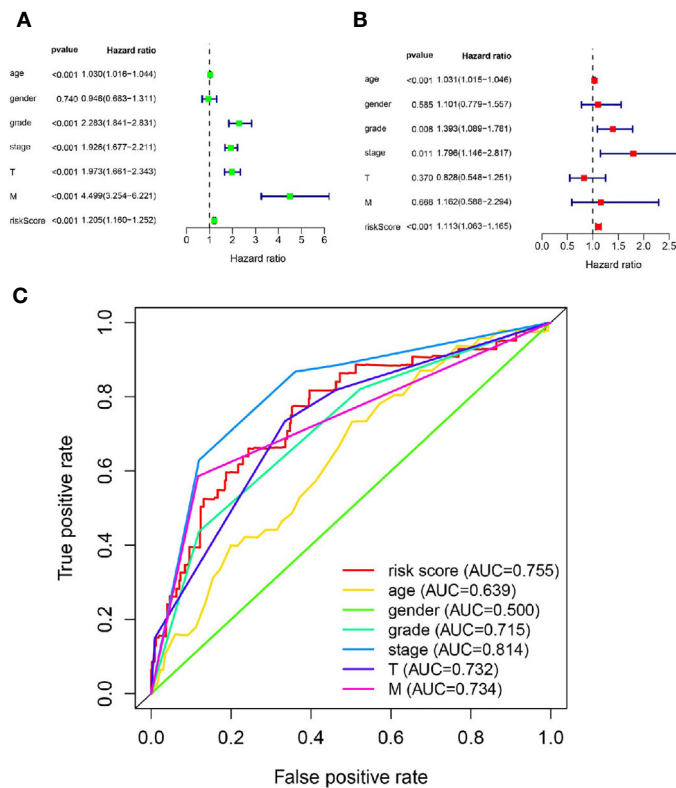 A
pvalue Hazard ratio
age <0.001 1.030(1.016−1.044)
gender 0.740 0.946(0.683−1.311)
grade <0.001 2.283(1.841−2.831)
stage <0.001 1.926(1.677−2.211)
T <0.001 1.973(1.661−2.343)
M <0.001 4.499(3.254−6.221)
riskScore <0.001 1.205(1.160−1.252)
0 1 2 3 4 5 6
Hazard ratio
B
pvalue Hazard ratio
age <0.001 1.031(1.015−1.046)
gender 0.585 1.101(0.779−1.557)
grade 0.008 1.393(1.089−1.781)
stage 0.011 1.796(1.146−2.817)
T 0.370 0.828(0.548−1.251)
M 0.666 1.162(0.588−2.294)
riskScore <0.001 1.113(1.063−1.165)
0.0 0.5 1.0 1.5 2.0 2.5
Hazard ratio
C
True positive rate
1.0
0.8
0.6
0.4
0.2
0.0
risk score (AUC=0.755)
age (AUC=0.639)
gender (AUC=0.500)
grade (AUC=0.715)
stage (AUC=0.814)
T (AUC=0.732)
M (AUC=0.734)
0.0 0.2 0.4 0.6 0.8 1.0
False positive rate